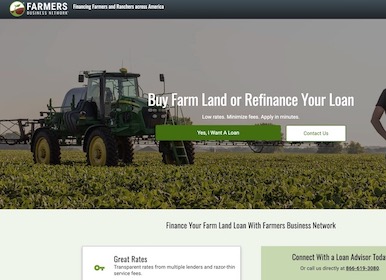 FARMERS
BUSINESS NETWORK
Financing Farmers and Ranchers across America
Buy Farm Land or Refinance Your Loan
Low rates. Minimize fees. Apply in minutes.
Yes, I Want A Loan
Contact Us
Finance Your Farm Land Loan With Farmers Business Network
Great Rates
Transparent rates from multiple lenders and razor-thin
service fees.
Connect With a Loan Advisor Toda
Or call us directly at 866-619-3080